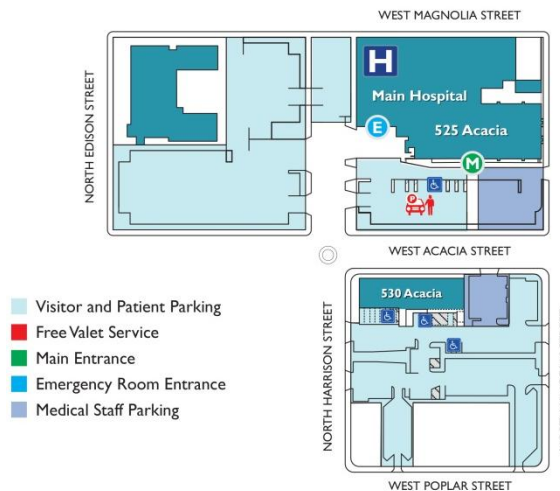 WEST MAGNOLIA STREET
NORTH EDISON STREET
H
Main Hospital
E
525 Acacia
M
P
WEST ACACIA STREET
530 Acacia
NORTH HARRISON STREET
Visitor and Patient Parking
Free Valet Service
Main Entrance
Emergency Room Entrance
Medical Staff Parking
WEST POPLAR STREET